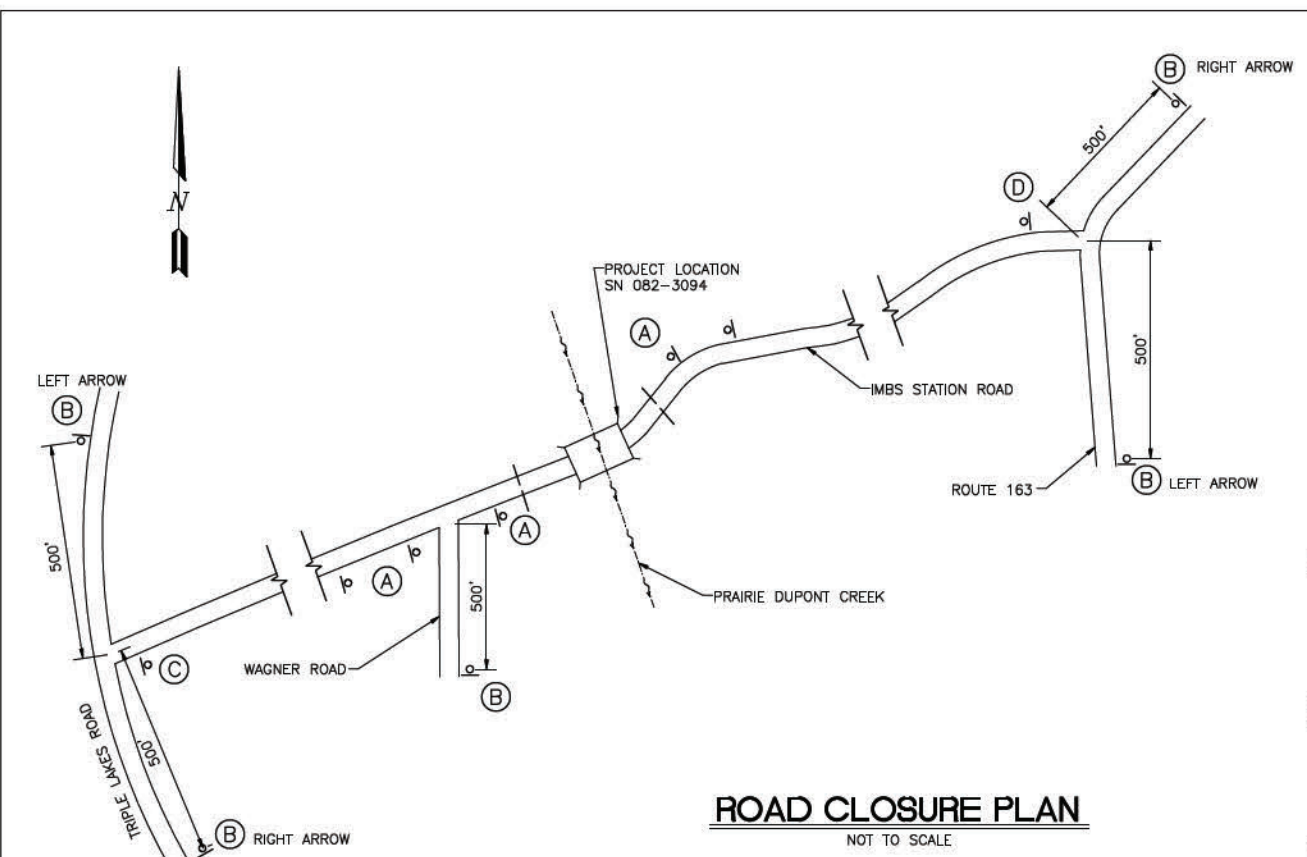 B RIGHT ARROW
500'
D
N
PROJECT LOCATION
SN 082-3094
A
500'
IMBS STATION ROAD
LEFT ARROW
B
ROUTE 163
B LEFT ARROW
A
500'
A
500'
PRAIRIE DUPONT CREEK
WAGNER ROAD
C
B
TRIPLE LAKES ROAD
500'
B RIGHT ARROW
ROAD CLOSURE PLAN
NOT TO SCALE